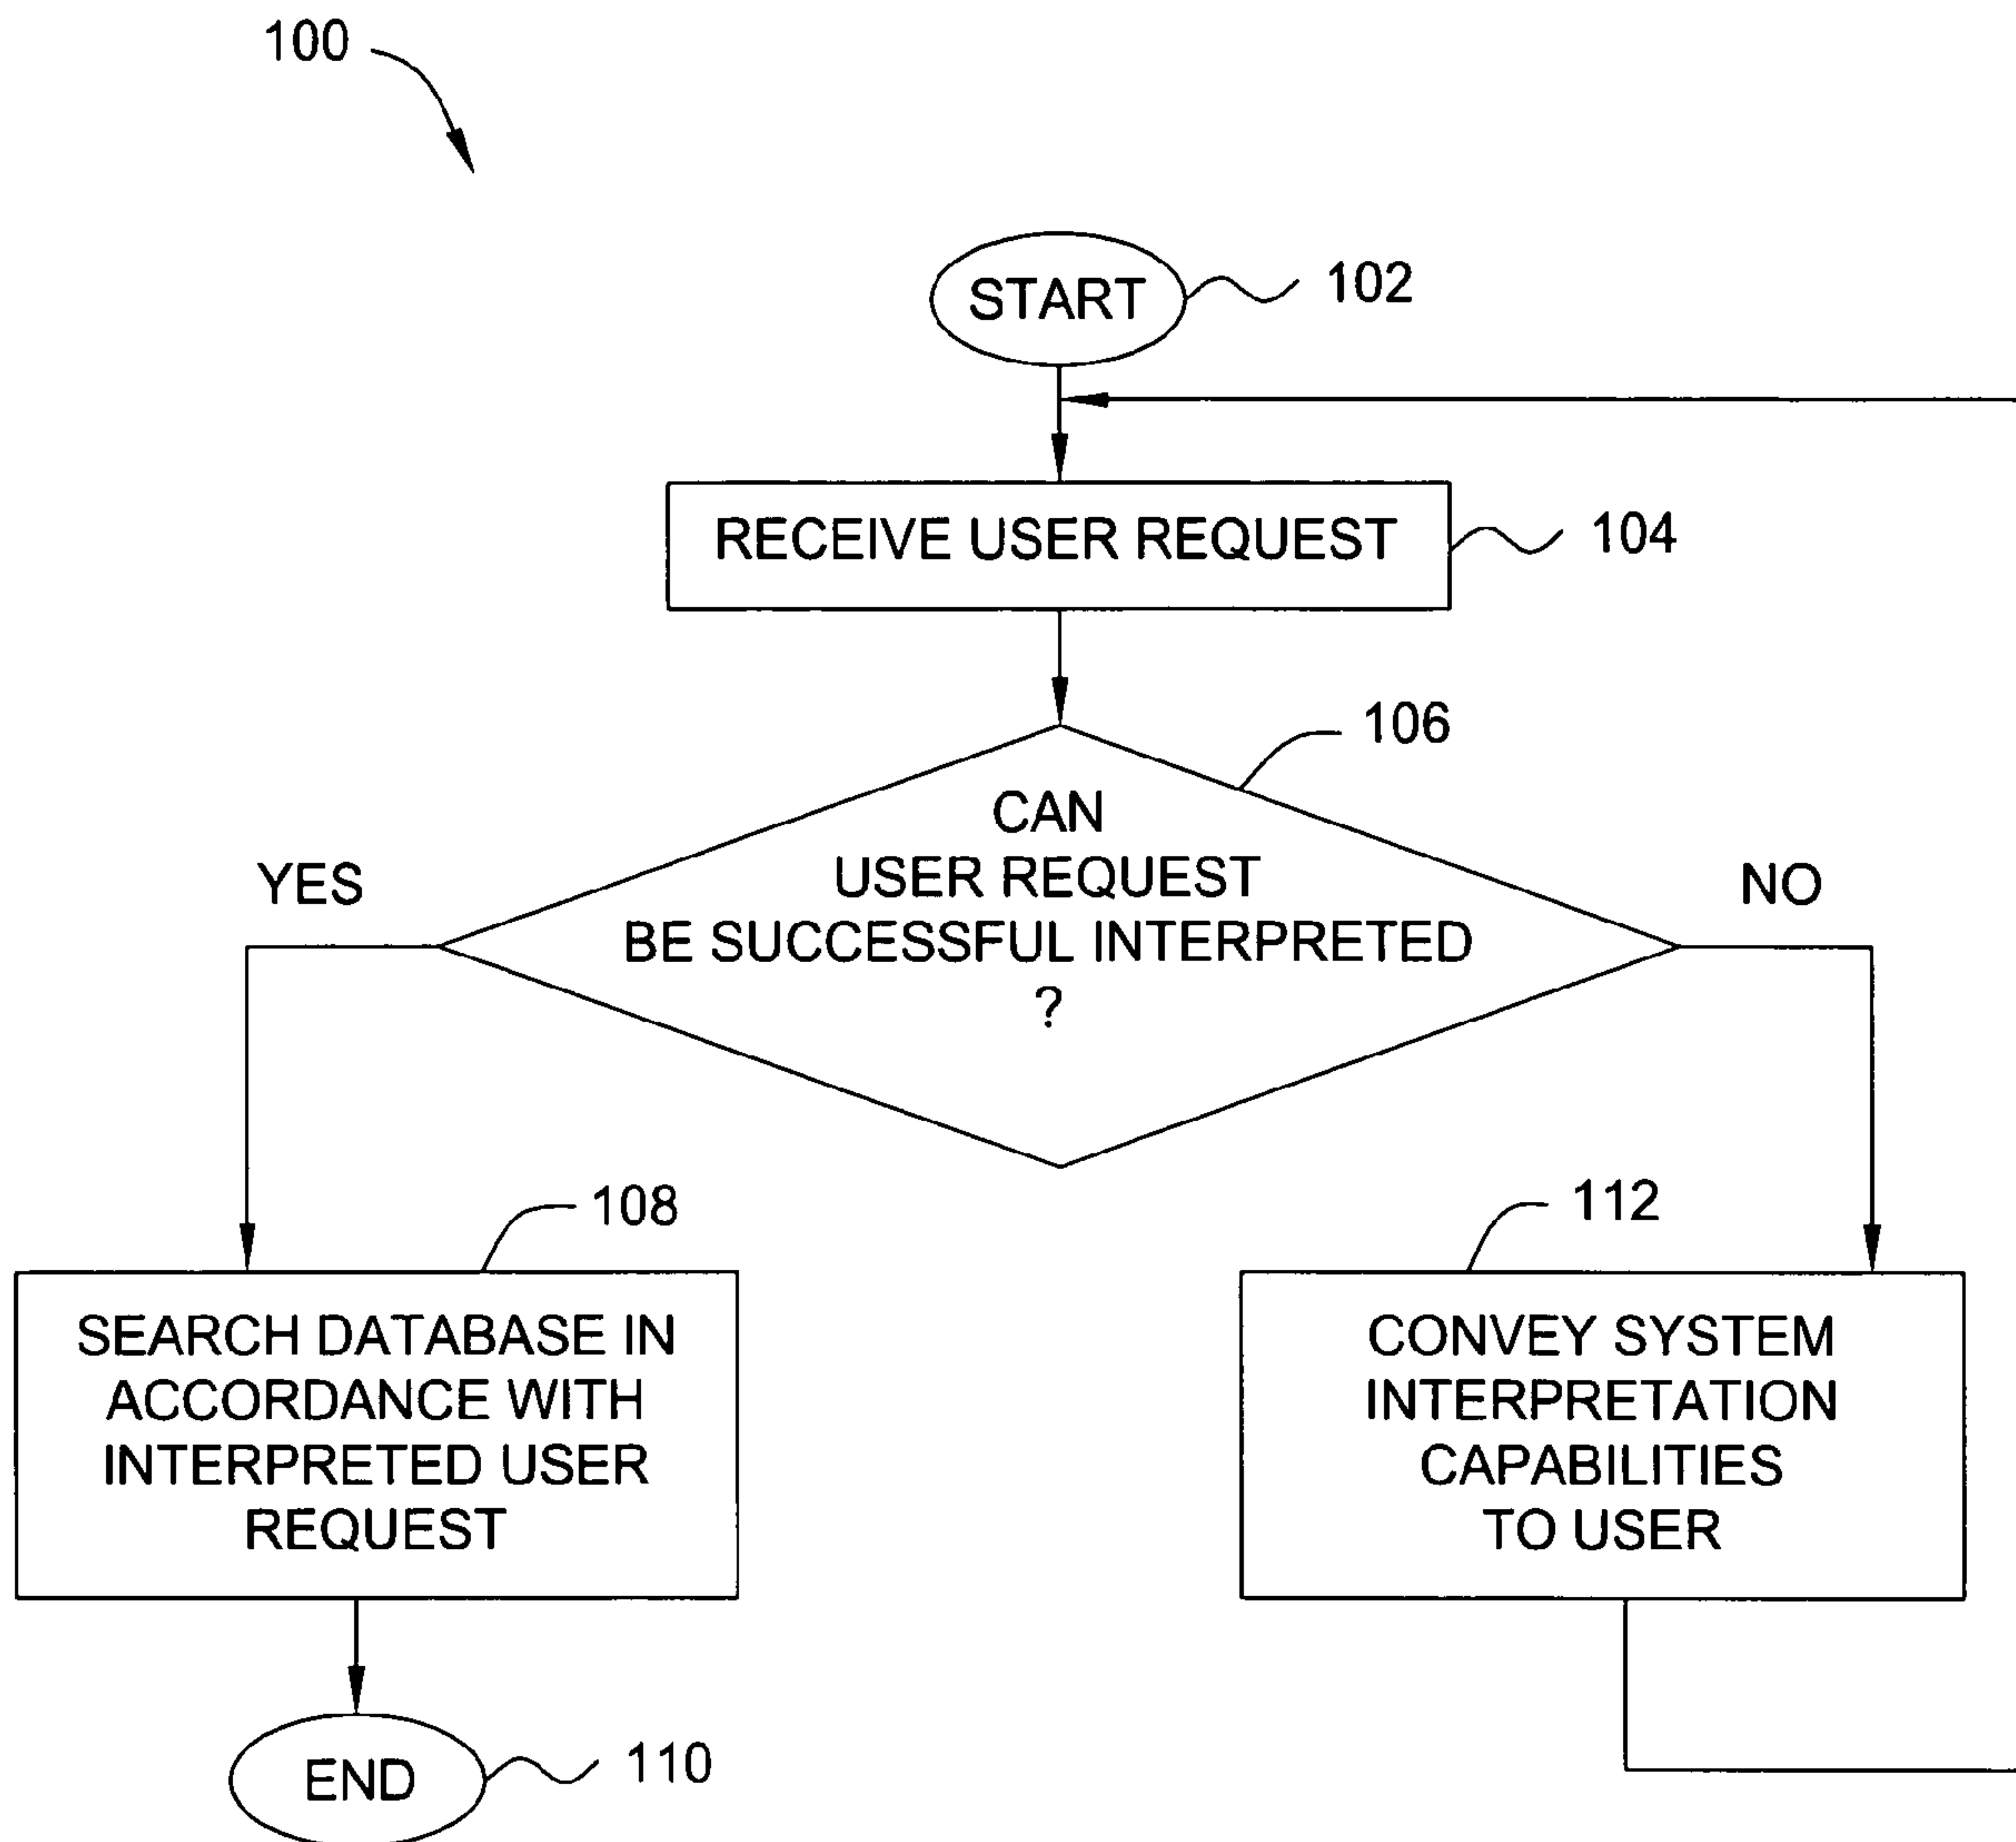 100
START
102
RECEIVE USER REQUEST
104
106
CAN
USER REQUEST
BE SUCCESSFUL INTERPRETED
?
YES
NO
108
SEARCH DATABASE IN
ACCORDANCE WITH
INTERPRETED USER
REQUEST
112
CONVEY SYSTEM
INTERPRETATION
CAPABILITIES
TO USER
END
110